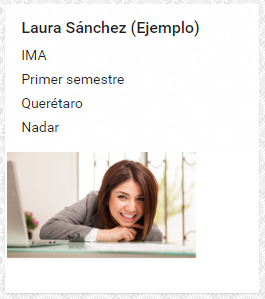 Laura Sánchez (Ejemplo)
IMA
Primer semestre
Querétaro
Nadar